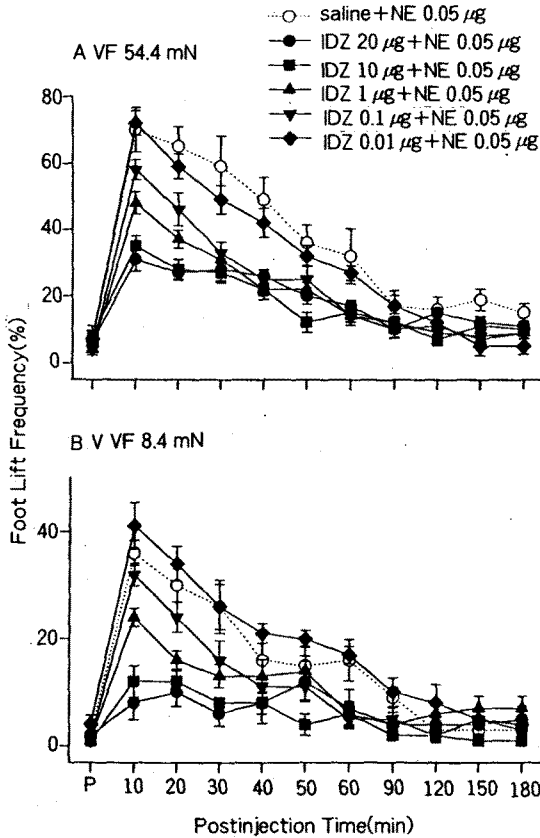 saline+NE 0.05 μg
A VF 54.4 mN
IDZ 20 μg+NE 0.05 μg
IDZ 10 μg+NE 0.05 μg
IDZ 1 μg+NE 0.05 μg
IDZ 0.1 μg+NE 0.05 μg
IDZ 0.01 μg+NE 0.05 μg
80
60
40
20
0
B V VF 8.4 mN
Foot Lift Frequency(%)
40
20
0
P 10 20 30 40 50 60 90 120 150 180
Postinjection Time(min)